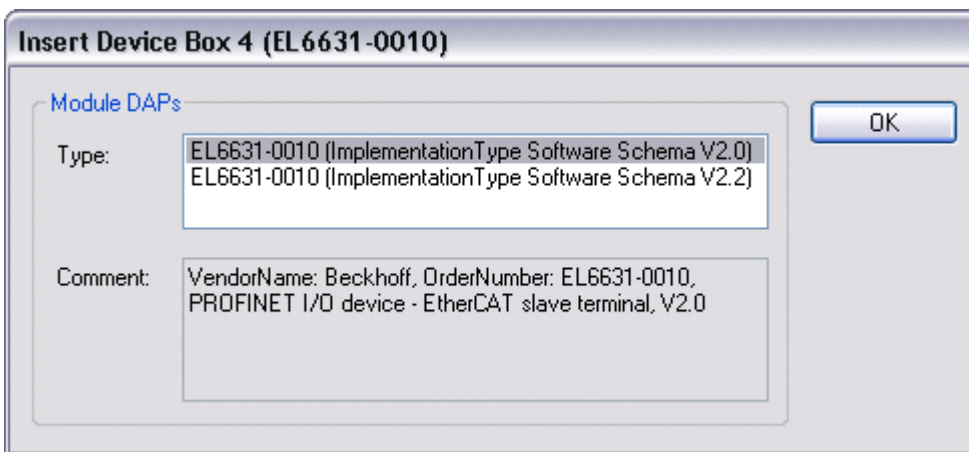 Insert Device Box 4 (EL6631-0010)
Module DAPs
OK
Type:
EL6631-0010 (ImplementationType Software Schema V2.0)
EL6631-0010 (ImplementationType Software Schema V2.2)
Comment:
VendorName: Beckhoff, OrderNumber: EL6631-0010,
PROFINET I/O device - EtherCAT slave terminal, V2.0